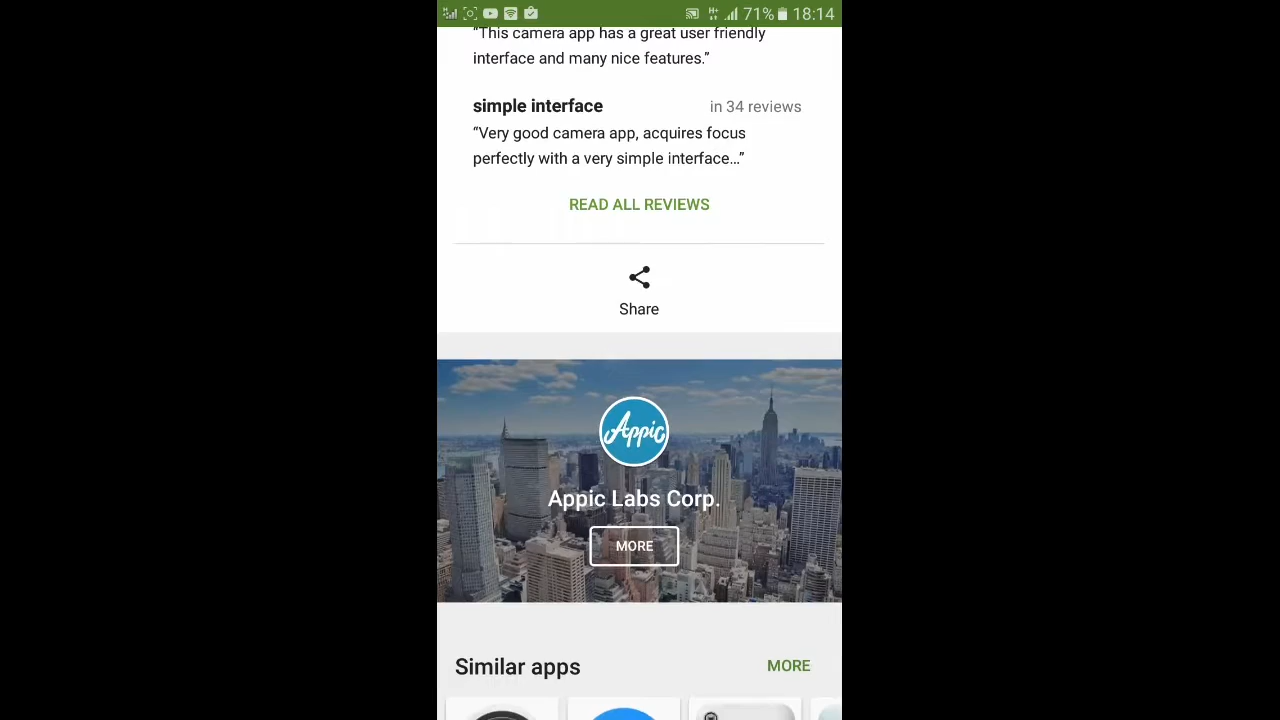 71% 18:14
“This camera app has a great user friendly
interface and many nice features.”
simple interface in 34 reviews
“Very good camera app, acquires focus
perfectly with a very simple interface...”
READ ALL REVIEWS
Share
Appic
Appic Labs Corp.
MORE
Similar apps MORE